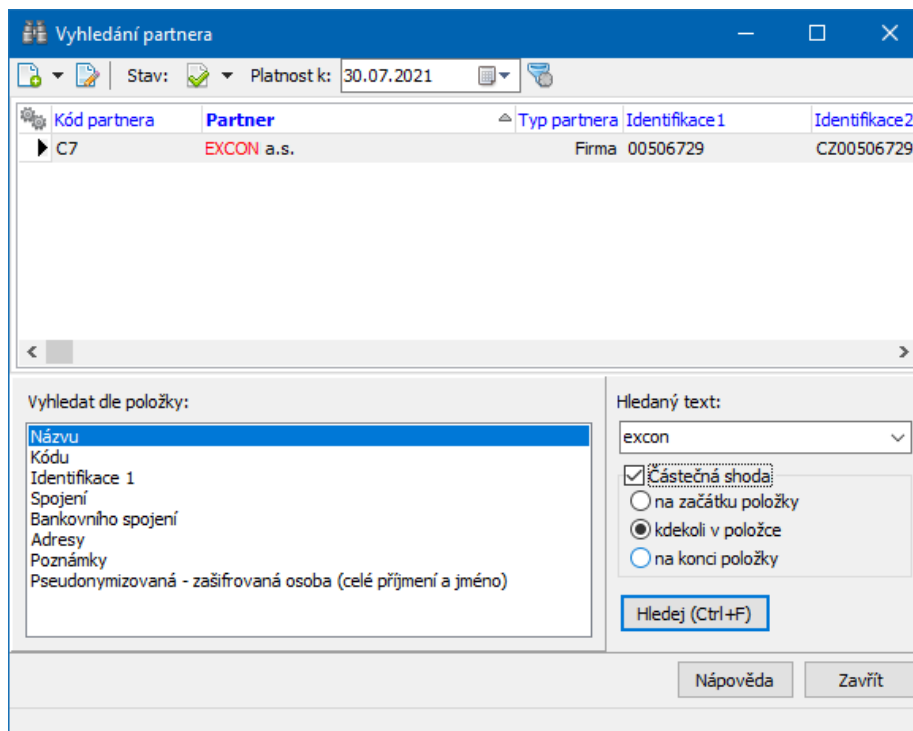 Vyhledání partnera
Stav: Platnost k: 30.07.2021
Kód partnera Partner Typ partnera Identifikace1 Identifikace2
C7 EXCON a.s. Firma 00506729 CZ00506729
Vyhledat dle položky:
Názvu
Kódu
Identifikace 1
Spojení
Bankovního spojení
Adresy
Poznámky
Pseudonymizovaná - zašifrovaná osoba (celé příjmení a jméno)
Hledaný text:
excon
Částečná shoda
na začátku položky
kdekoli v položce
na konci položky
Hledej (Ctrl+F)
Nápověda Zavřít